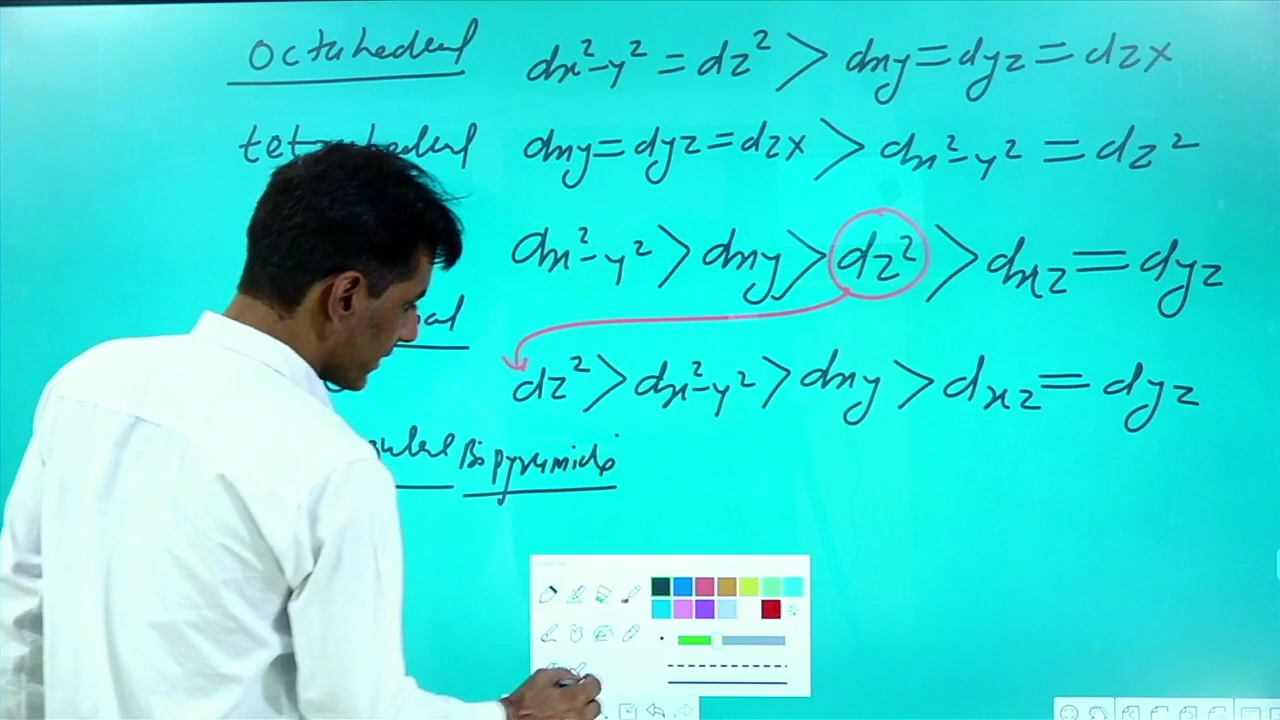 Octahedral dx²-y² = dz² > dxy = dyz = dzx
tetrahedral dxy = dyz = dzx > dx²-y² = dz²
dx²-y² > dxy > dz² > dxz = dyz
dz² > dx²-y² > dxy > dxz = dyz
Bipyramids